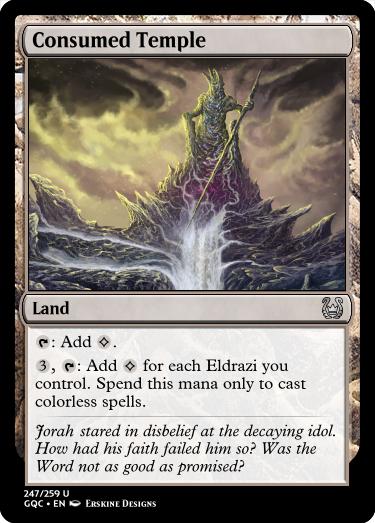 Consumed Temple
Land
: Add .
3, : Add  for each Eldrazi you
control. Spend this mana only to cast
colorless spells.
Jorah stared in disbelief at the decaying idol.
How had his faith failed him so? Was the
Word not as good as promised?
247/259 U
GQC • EN Erskine Designs